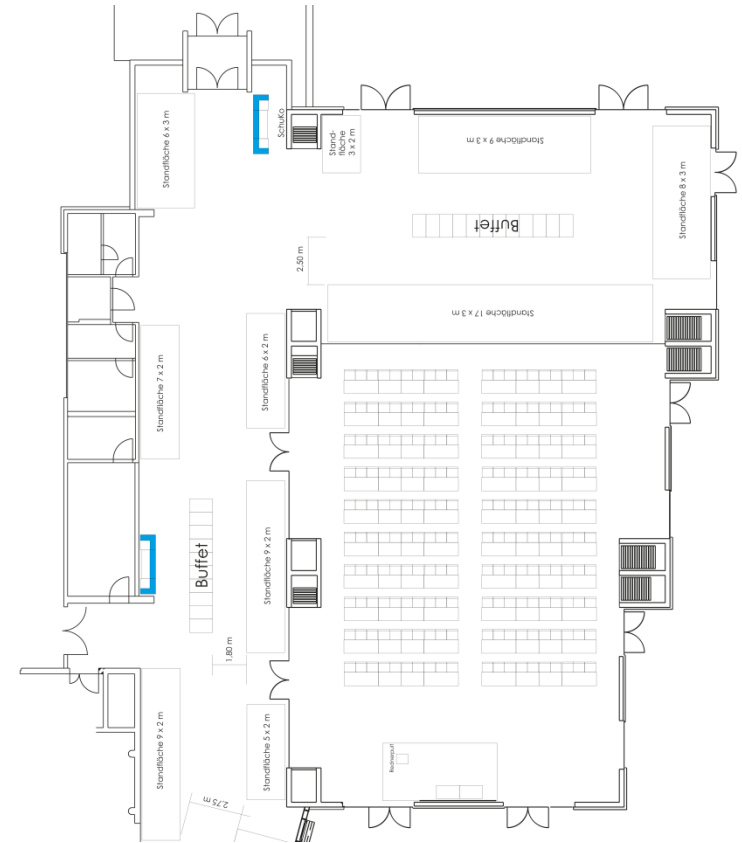 Standfläche 6 x 3 m
SchuKo
Stand-
fläche
3 x 2 m
Standfläche 9 x 3 m
Standfläche 8 x 3 m
Buffet
2,50 m
Standfläche 17 x 3 m
Standfläche 6 x 2 m
Standfläche 7 x 2 m
Standfläche 9 x 2 m
Buffet
1,80 m
Standfläche 9 x 2 m
Standfläche 5 x 2 m
Rednerpult
2,75 m